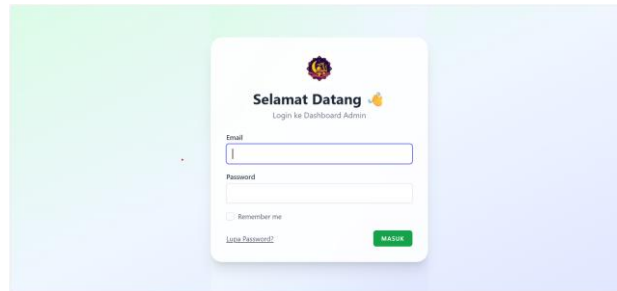 Selamat Datang 👋
Login ke Dashboard Admin
Email
Password
Remember me
Lupa Password?
MASUK